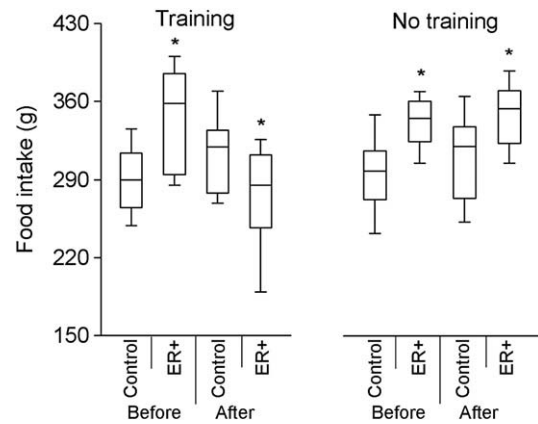 Training
No training
Food intake (g)
430
360
290
220
150
*
*
*
*
Control
ER+
Control
ER+
Before
After
Control
ER+
Control
ER+
Before
After